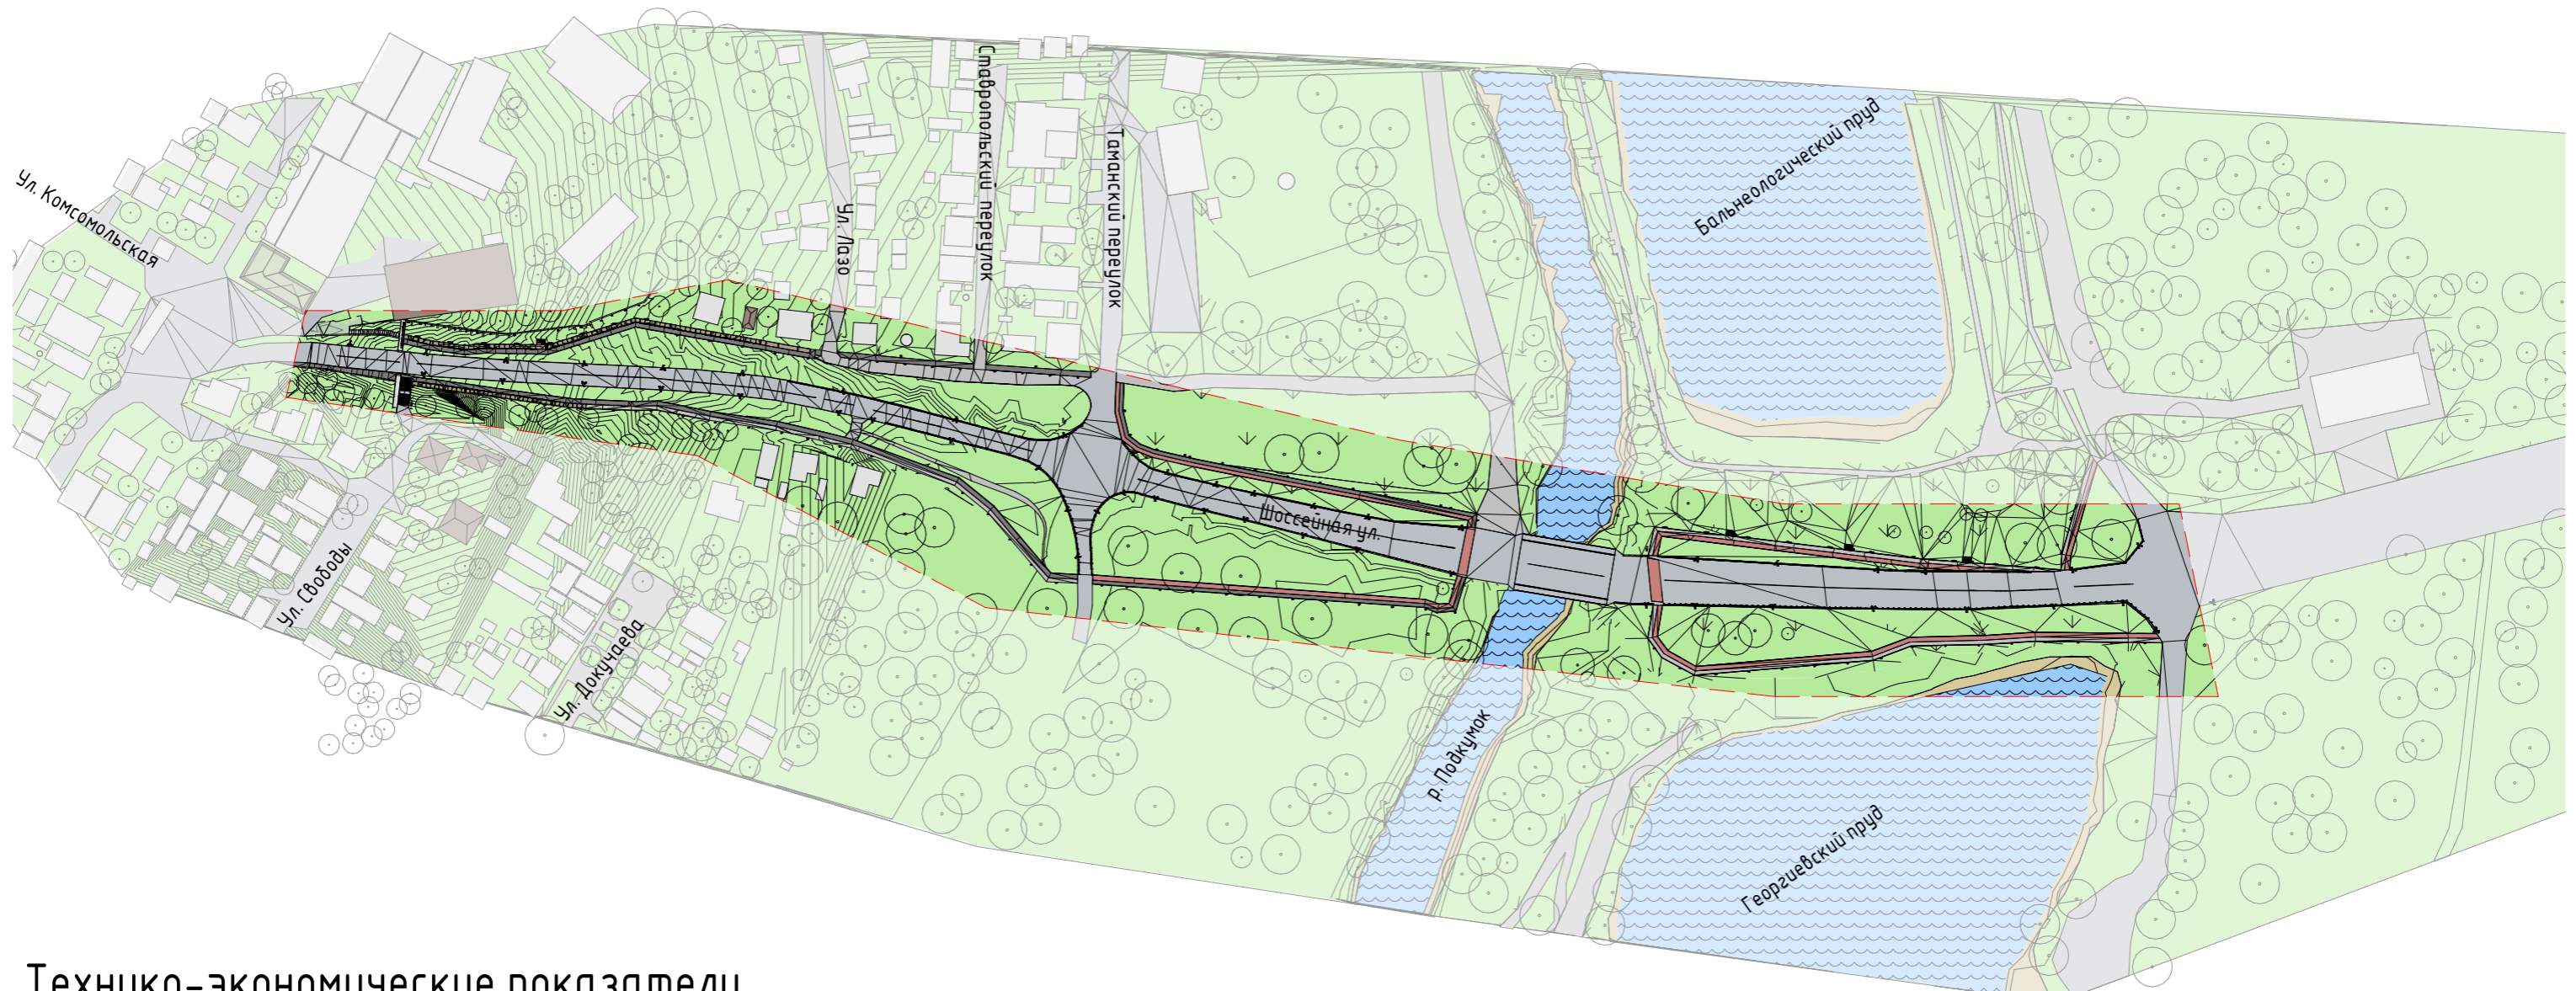 Ул. Комсомольская
Ул. Лазо
Ставропольский переулок
Таманский переулок
Бальнеологический пруд
Шоссейная ул.
Ул. Свободы
Ул. Докучаева
р. Подкумок
Георгиевский пруд
Технико-экономические показатели